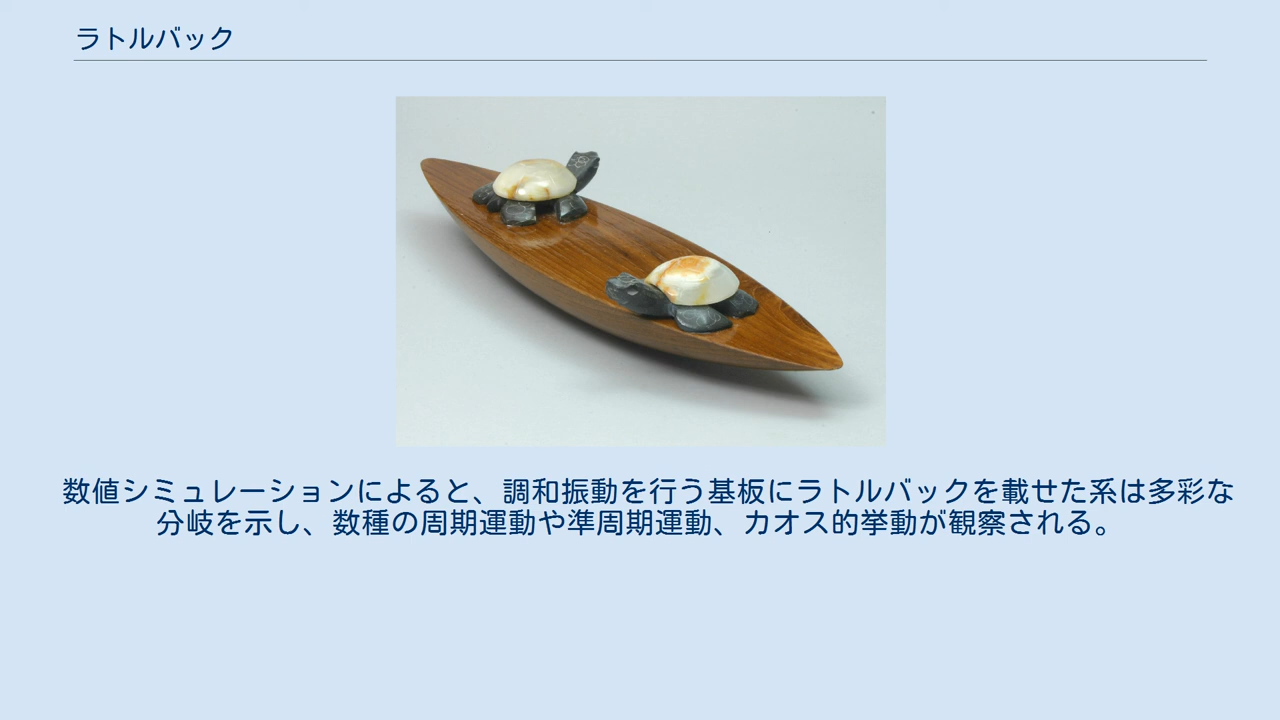 ラトルバック
数値シミュレーションによると、調和振動を行う基板にラトルバックを載せた系は多彩な
分岐を示し、数種の周期運動や準周期運動、カオス的挙動が観察される。